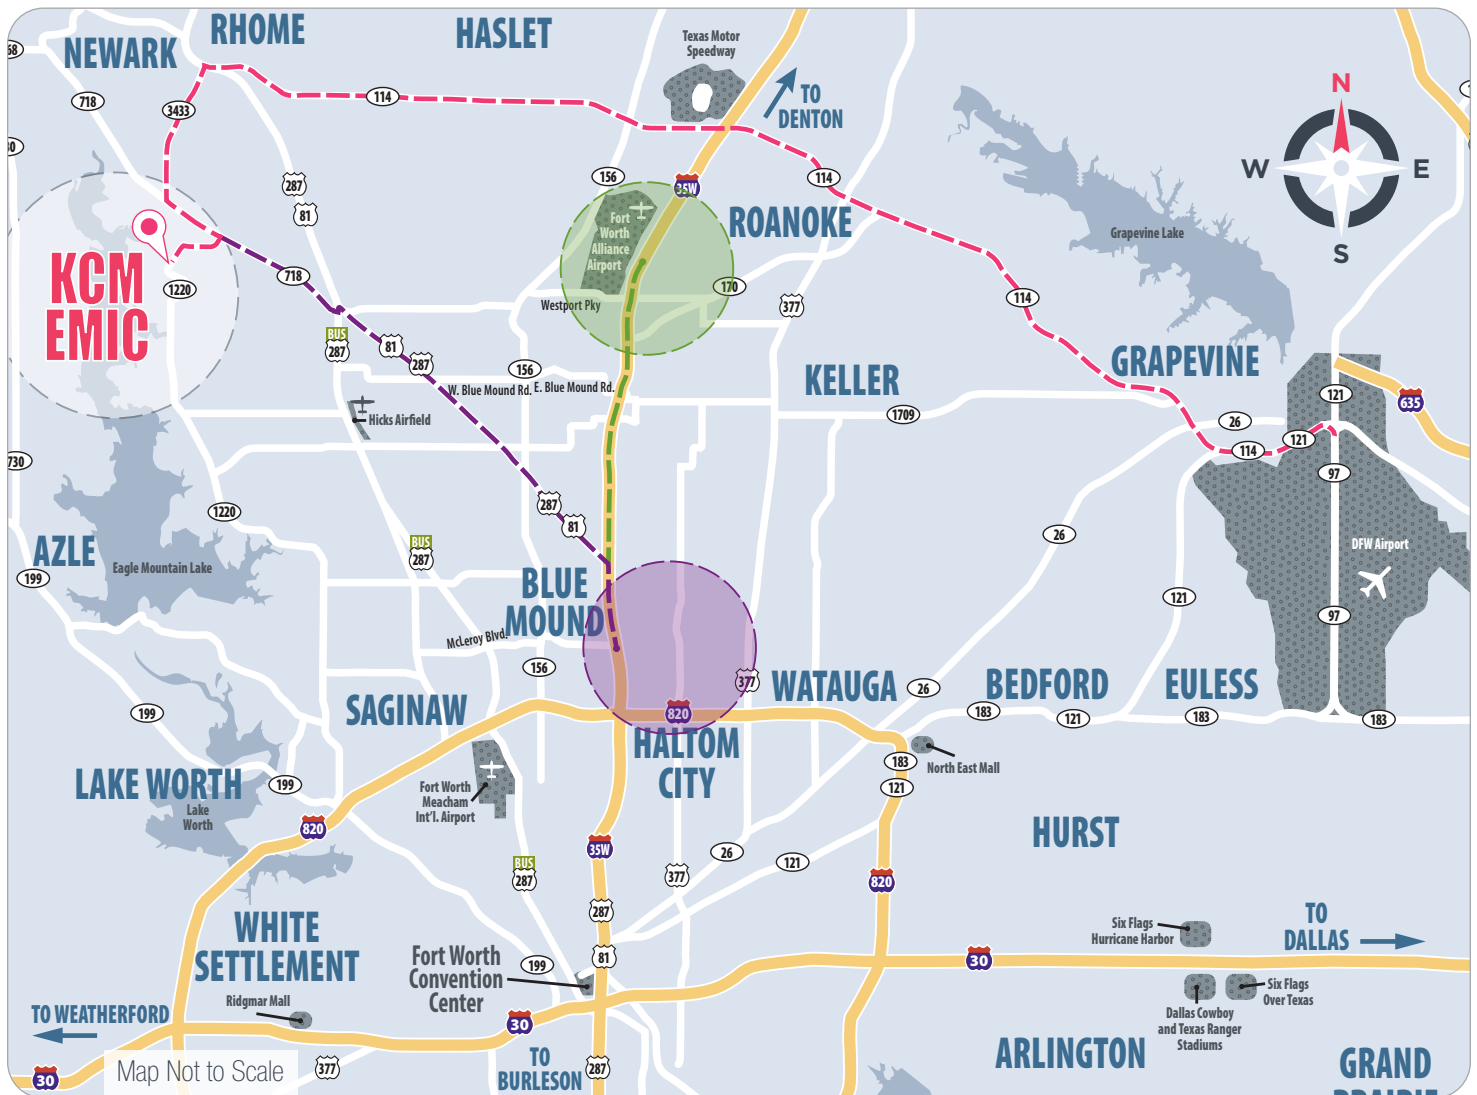 RHOME
HASLET
Texas Motor
Speedway
NEWARK
68
718
3433
114
TO
DENTON
N
W
E
S
287
81
156
35W
114
Fort
Worth
Alliance
Airport
ROANOKE
Grapevine Lake
KCM
EMIC
1220
718
170
Westport Pky
377
114
BUS
287
81
287
156
W. Blue Mound Rd.
E. Blue Mound Rd.
KELLER
GRAPEVINE
121
635
Hicks Airfield
1709
26
121
114
97
730
287
81
1220
26
BUS
287
AZLE
199
Eagle Mountain Lake
DFW Airport
BLUE
MOUND
121
97
McLeroy Blvd.
156
377
WATAUGA
26
BEDFORD
EULESS
SAGINAW
199
820
183
121
183
183
HALTOM
CITY
183
North East Mall
121
LAKE WORTH
199
Lake
Worth
Fort Worth
Meacham
Int'l. Airport
820
35W
26
121
HURST
BUS
287
377
820
287
WHITE
SETTLEMENT
Fort Worth
Convention
Center
199
81
30
Six Flags
Hurricane Harbor
TO
DALLAS
Ridgmar Mall
Six Flags
Over Texas
Dallas Cowboy
and Texas Ranger
Stadiums
TO WEATHERFORD
30
TO
BURLESON
287
ARLINGTON
GRAND
PRAIRIE
30
Map Not to Scale
377